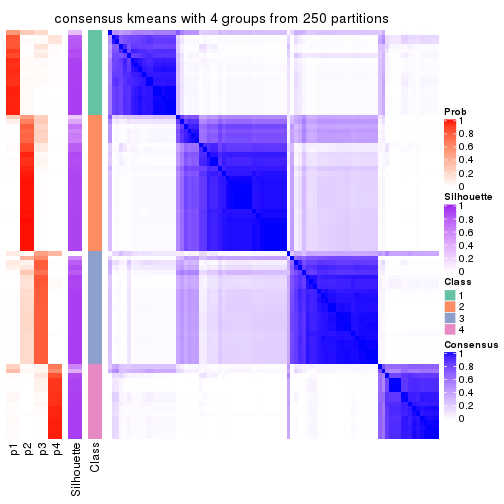 consensus kmeans with 4 groups from 250 partitions
Prob
1
0.8
0.6
0.4
0.2
0
Silhouette
1
0.8
0.6
0.4
0.2
0
Class
1
2
3
4
Consensus
1
0.8
0.6
0.4
0.2
0
p1
p2
p3
p4
Silhouette
Class